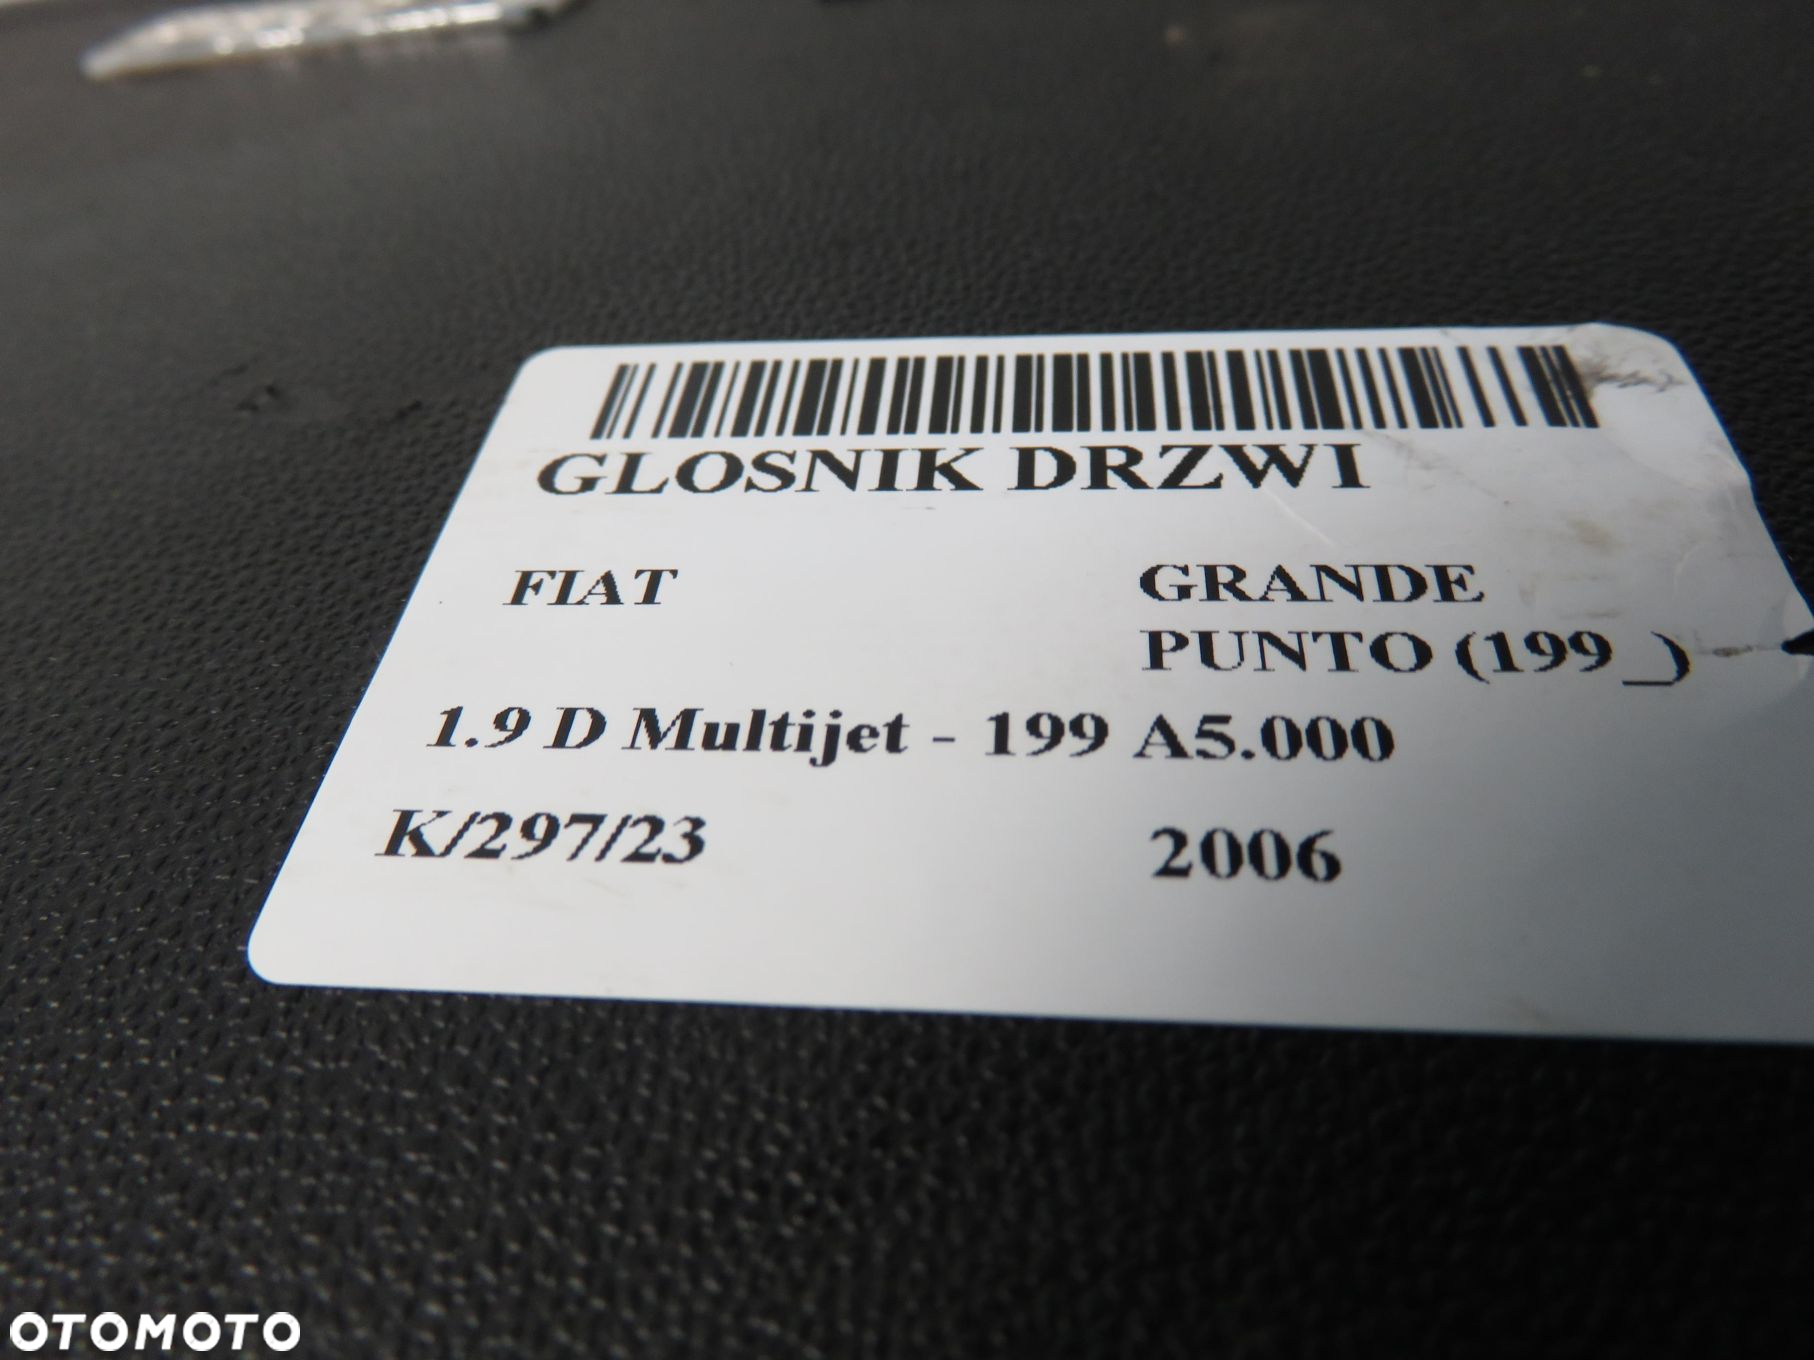 GLOSNIK DRZWI
FIAT
GRANDE
PUNTO (199_)
1.9 D Multijet - 199 A5.000
K/297/23
2006
OTOMOTO